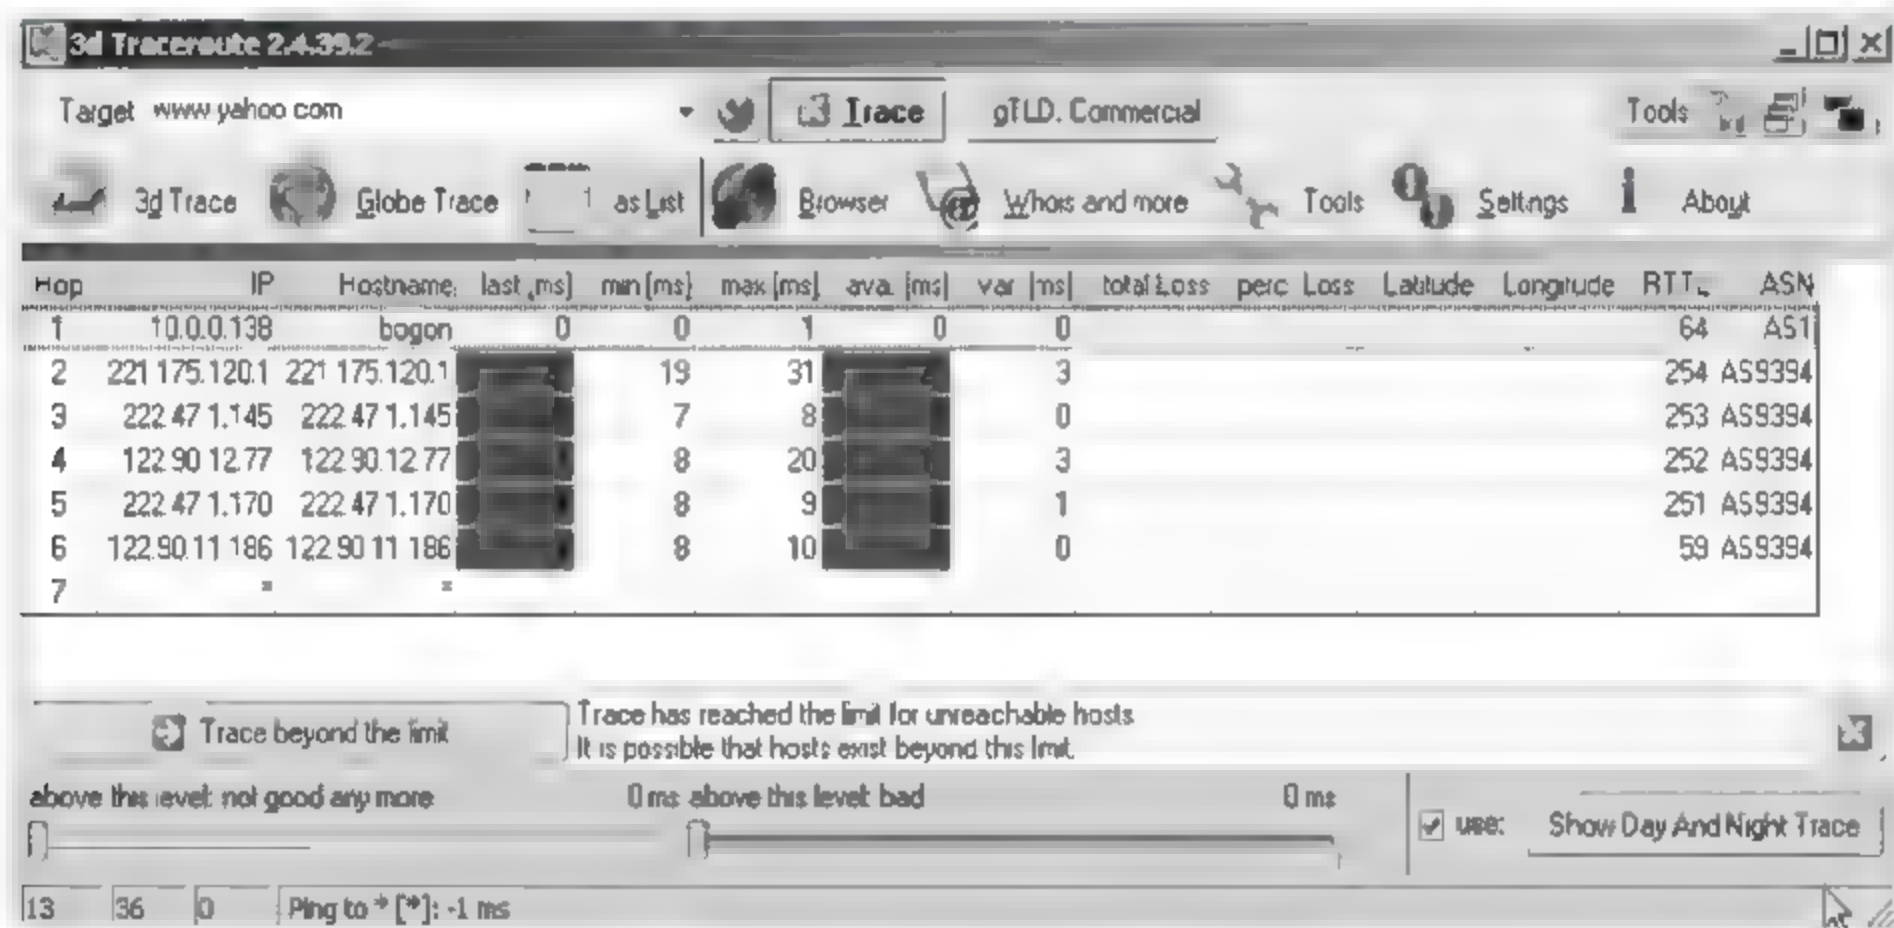 3d Traceroute 2.4.39.2
Target www.yahoo.com Trace gTLD, Commercial Tools
3d Trace Globe Trace as List Browser Whois and more Tools Settings About
Hop IP Hostname last [ms] min [ms] max [ms] [ms] var [ms] total Loss perc Loss Latitude Longitude ASN
1 10.0.0.138 bogon 0 0 1 0 0 64 AS1
2 221.175.120.1 221.175.120.1 19 31 3 254 AS9394
3 222.47.1.145 222.47.1.145 7 8 0 253 AS9394
4 122.90.12.77 122.90.12.77 8 20 3 252 AS9394
5 222.47.1.170 222.47.1.170 8 9 1 251 AS9394
6 122.90.11.186 122.90.11.186 8 10 0 59 AS9394
7 * *
Trace beyond the limit
Trace has reached the limit for unreachable hosts.
It is possible that hosts exist beyond this limit.
above this level: not good any more 0 ms above this level: bad 0 ms
use: Show Day And Night Trace
13 36 0 Ping to * [*]: -1 ms